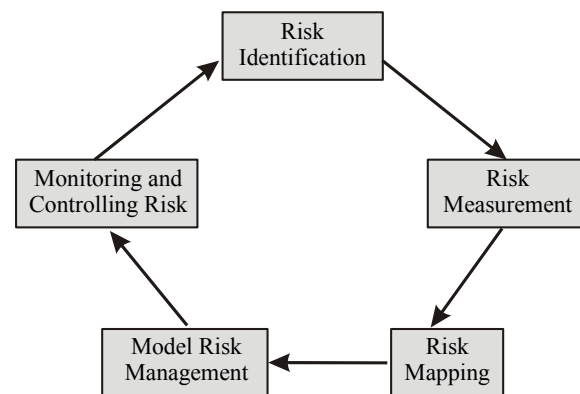 Risk
Identification
Risk
Measurement
Risk
Mapping
Model Risk
Management
Monitoring and
Controlling Risk